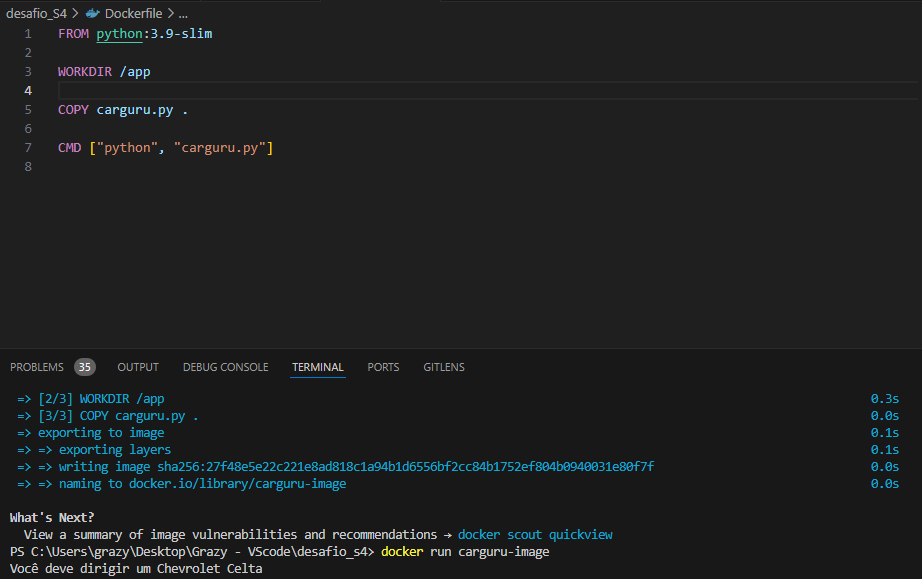 desafio_S4 > Dockerfile > ...
1 FROM python:3.9-slim
2
3 WORKDIR /app
4
5 COPY carguru.py .
6
7 CMD ["python", "carguru.py"]
8
PROBLEMS 35 OUTPUT DEBUG CONSOLE TERMINAL PORTS GITLENS
=> [2/3] WORKDIR /app 0.3s
=> [3/3] COPY carguru.py . 0.0s
=> exporting to image 0.1s
=> => exporting layers 0.1s
=> => writing image sha256:27f48e5e22c221e8ad818c1a94b1d6556bf2cc84b1752ef804b0940031e80f7f 0.0s
=> => naming to docker.io/library/carguru-image 0.0s
What's Next?
View a summary of image vulnerabilities and recommendations → docker scout quickview
PS C:\Users\grazy\Desktop\Grazy - VScode\desafio_s4> docker run carguru-image
Você deve dirigir um Chevrolet Celta